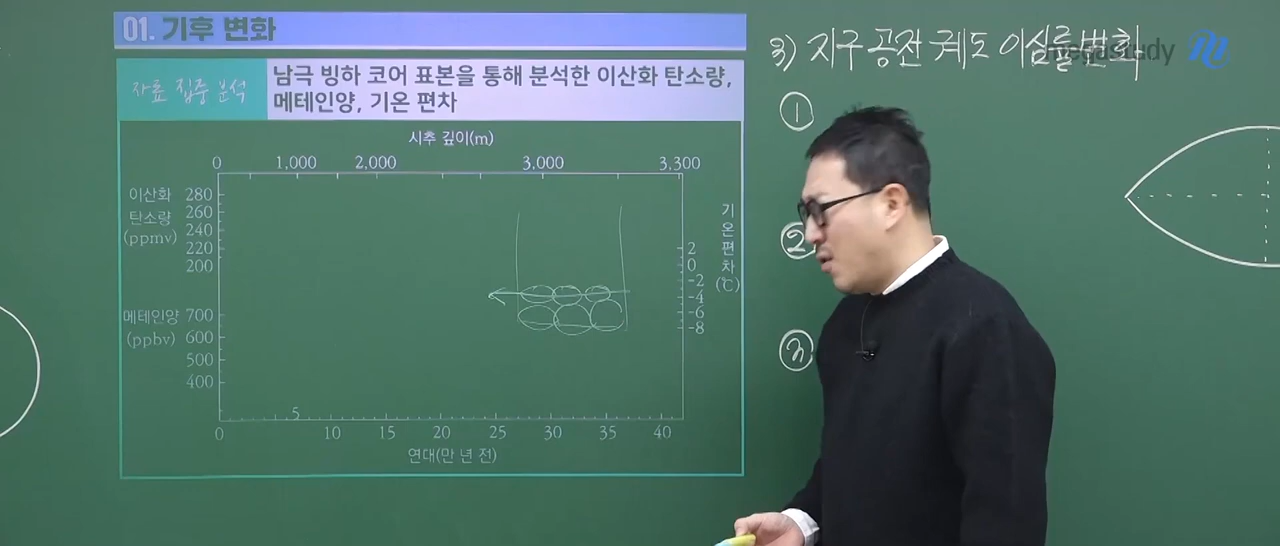 01. 기후 변화
자료 집중 분석
남극 빙하 코어 표본을 통해 분석한 이산화 탄소량,
메테인양, 기온 편차
시추 깊이(m)
0 1,000 2,000 3,000 3,300
이산화
탄소량
(ppmv)
280
260
240
220
200
메테인양
(ppbv)
700
600
500
400
기온 편차
(℃)
2
0
-2
-4
-6
-8
0 5 10 15 20 25 30 35 40
연대(만 년 전)
3) 지구 공전 궤도 이심률 변화
megastudy
①
②
③